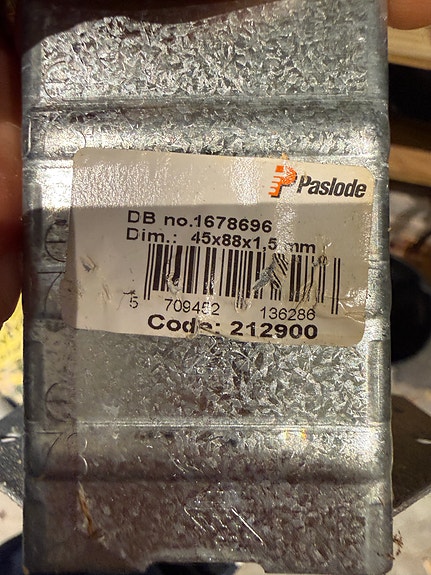 Paslode
DB no.1678696
Dim.: 45x88x1,5 mm
5 709452 136286
Code: 212900